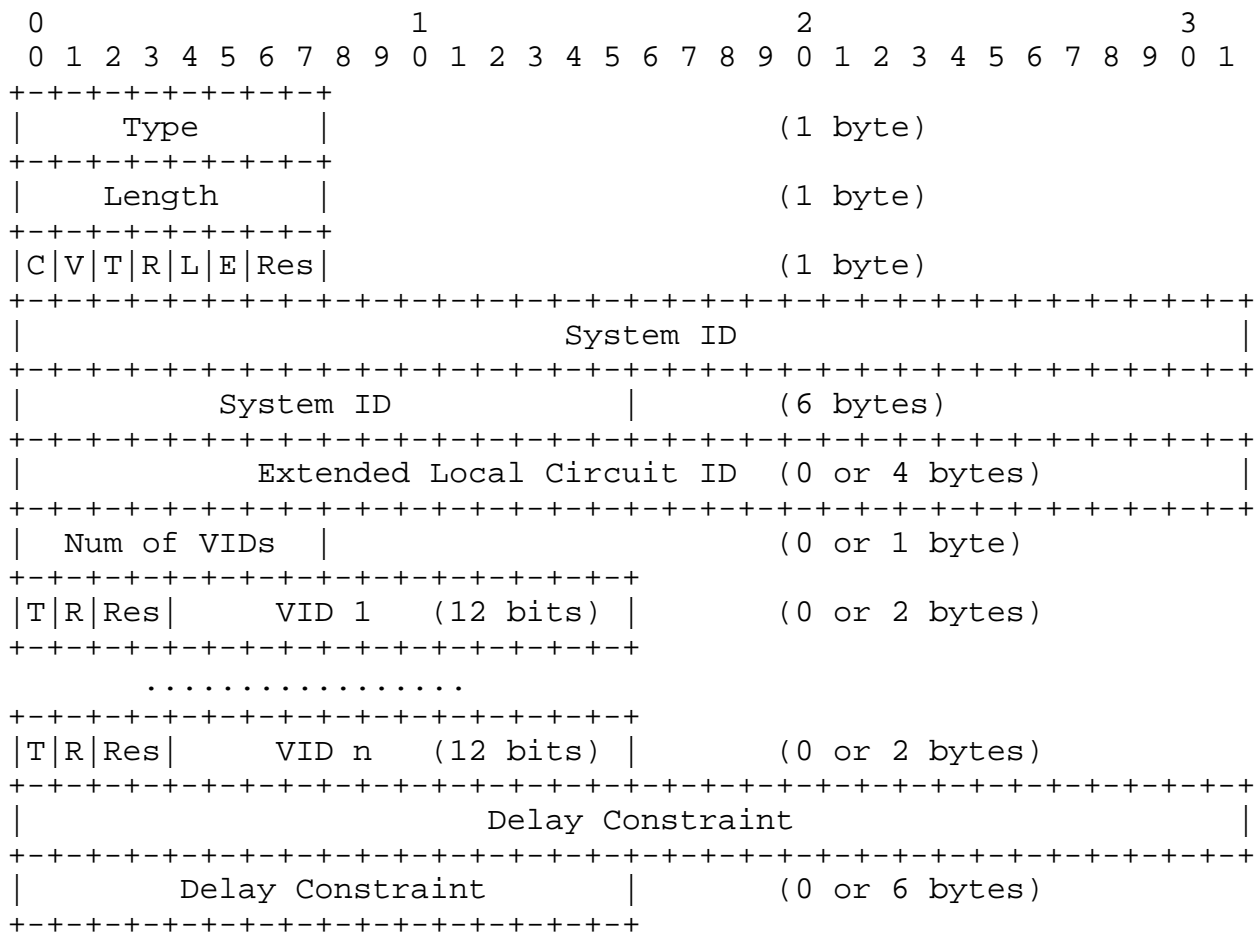 0                   1                   2                   3
 0 1 2 3 4 5 6 7 8 9 0 1 2 3 4 5 6 7 8 9 0 1 2 3 4 5 6 7 8 9 0 1
+-+-+-+-+-+-+-+-+
|     Type      |                       (1 byte)
+-+-+-+-+-+-+-+-+
|    Length     |                       (1 byte)
+-+-+-+-+-+-+-+-+
|C|V|T|R|L|E|Res|                       (1 byte)
+-+-+-+-+-+-+-+-+-+-+-+-+-+-+-+-+-+-+-+-+-+-+-+-+-+-+-+-+-+-+-+-+
|                            System ID                          |
+-+-+-+-+-+-+-+-+-+-+-+-+-+-+-+-+-+-+-+-+-+-+-+-+-+-+-+-+-+-+-+-+
|          System ID            |       (6 bytes)
+-+-+-+-+-+-+-+-+-+-+-+-+-+-+-+-+-+-+-+-+-+-+-+-+-+-+-+-+-+-+-+-+
|            Extended Local Circuit ID  (0 or 4 bytes)          |
+-+-+-+-+-+-+-+-+-+-+-+-+-+-+-+-+-+-+-+-+-+-+-+-+-+-+-+-+-+-+-+-+
|  Num of VIDs  |                       (0 or 1 byte)
+-+-+-+-+-+-+-+-+-+-+-+-+-+-+-+-+
|T|R|Res|     VID 1   (12 bits) |       (0 or 2 bytes)
+-+-+-+-+-+-+-+-+-+-+-+-+-+-+-+-+
       .................
+-+-+-+-+-+-+-+-+-+-+-+-+-+-+-+-+
|T|R|Res|     VID n   (12 bits) |       (0 or 2 bytes)
+-+-+-+-+-+-+-+-+-+-+-+-+-+-+-+-+-+-+-+-+-+-+-+-+-+-+-+-+-+-+-+-+
|                        Delay Constraint                       |
+-+-+-+-+-+-+-+-+-+-+-+-+-+-+-+-+-+-+-+-+-+-+-+-+-+-+-+-+-+-+-+-+
|        Delay Constraint       |       (0 or 6 bytes)
+-+-+-+-+-+-+-+-+-+-+-+-+-+-+-+-+